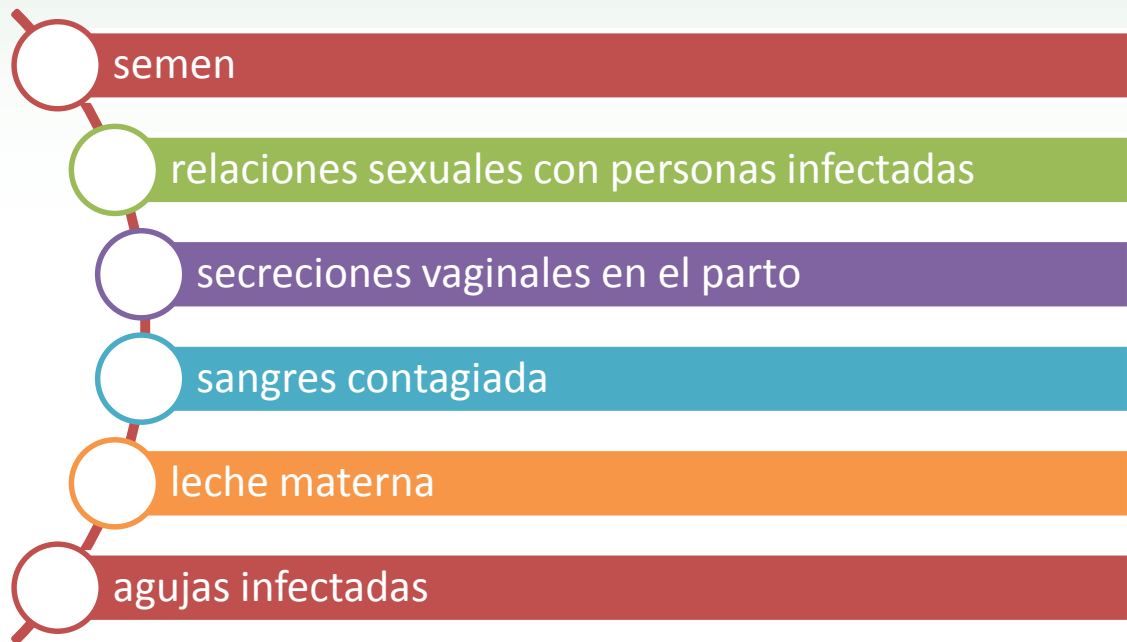 semen
relaciones sexuales con personas infectadas
secreciones vaginales en el parto
sangres contagiada
leche materna
agujas infectadas